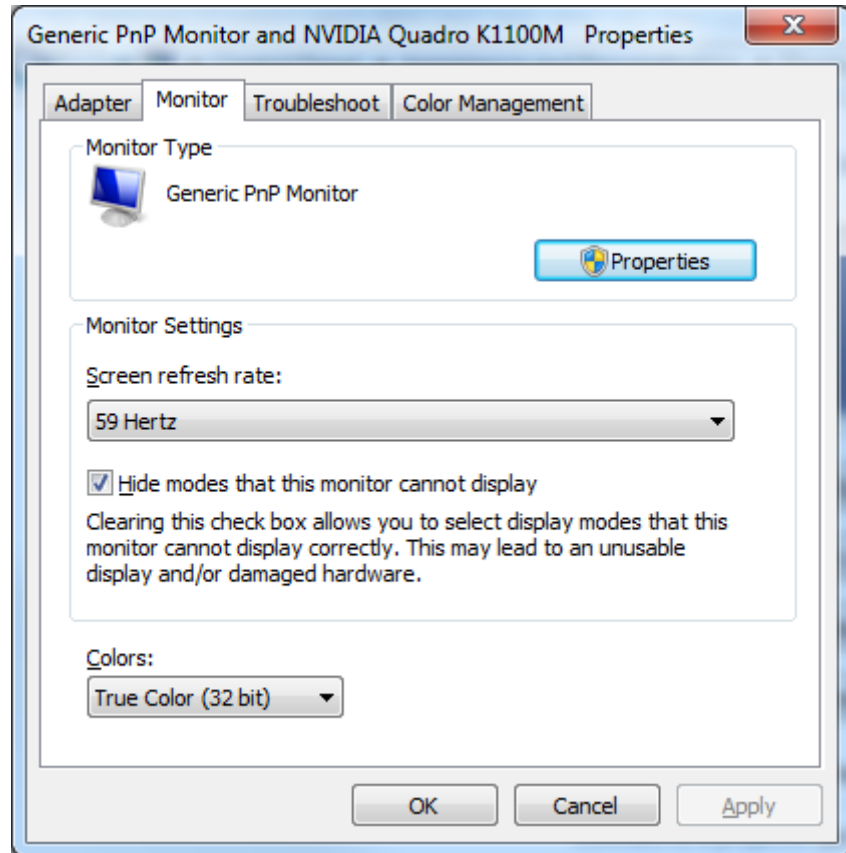 Generic PnP Monitor and NVIDIA Quadro K1100M Properties
Adapter Monitor Troubleshoot Color Management
Monitor Type
Generic PnP Monitor
Properties
Monitor Settings
Screen refresh rate:
59 Hertz
Hide modes that this monitor cannot display
Clearing this check box allows you to select display modes that this
monitor cannot display correctly. This may lead to an unusable
display and/or damaged hardware.
Colors:
True Color (32 bit)
OK Cancel Apply